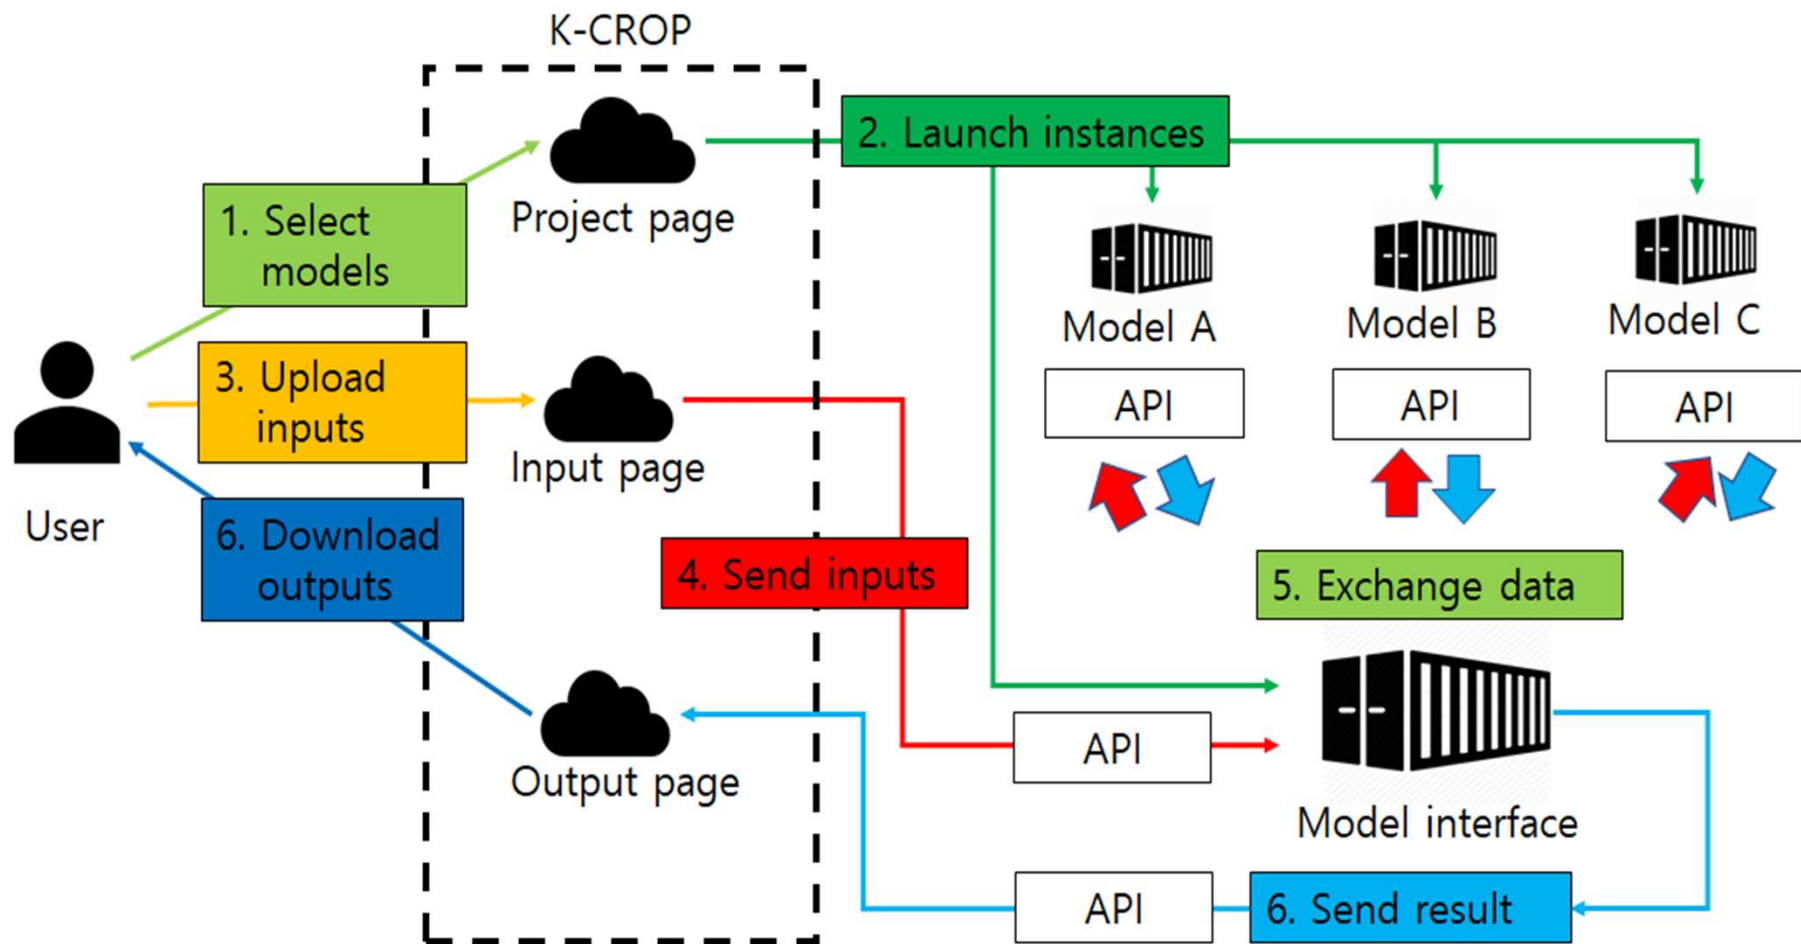 K-CROP
2. Launch instances
1. Select
models
Project page
Model A
Model B
Model C
3. Upload
inputs
API
API
API
Input page
User
6. Download
outputs
4. Send inputs
5. Exchange data
API
Output page
Model interface
API
6. Send result